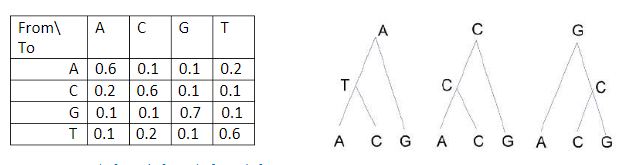 From\ A C G T
To
A 0.6 0.1 0.1 0.2
C 0.2 0.6 0.1 0.1
G 0.1 0.1 0.7 0.1
T 0.1 0.2 0.1 0.6
A C G
T C C
A C G A C G A C G